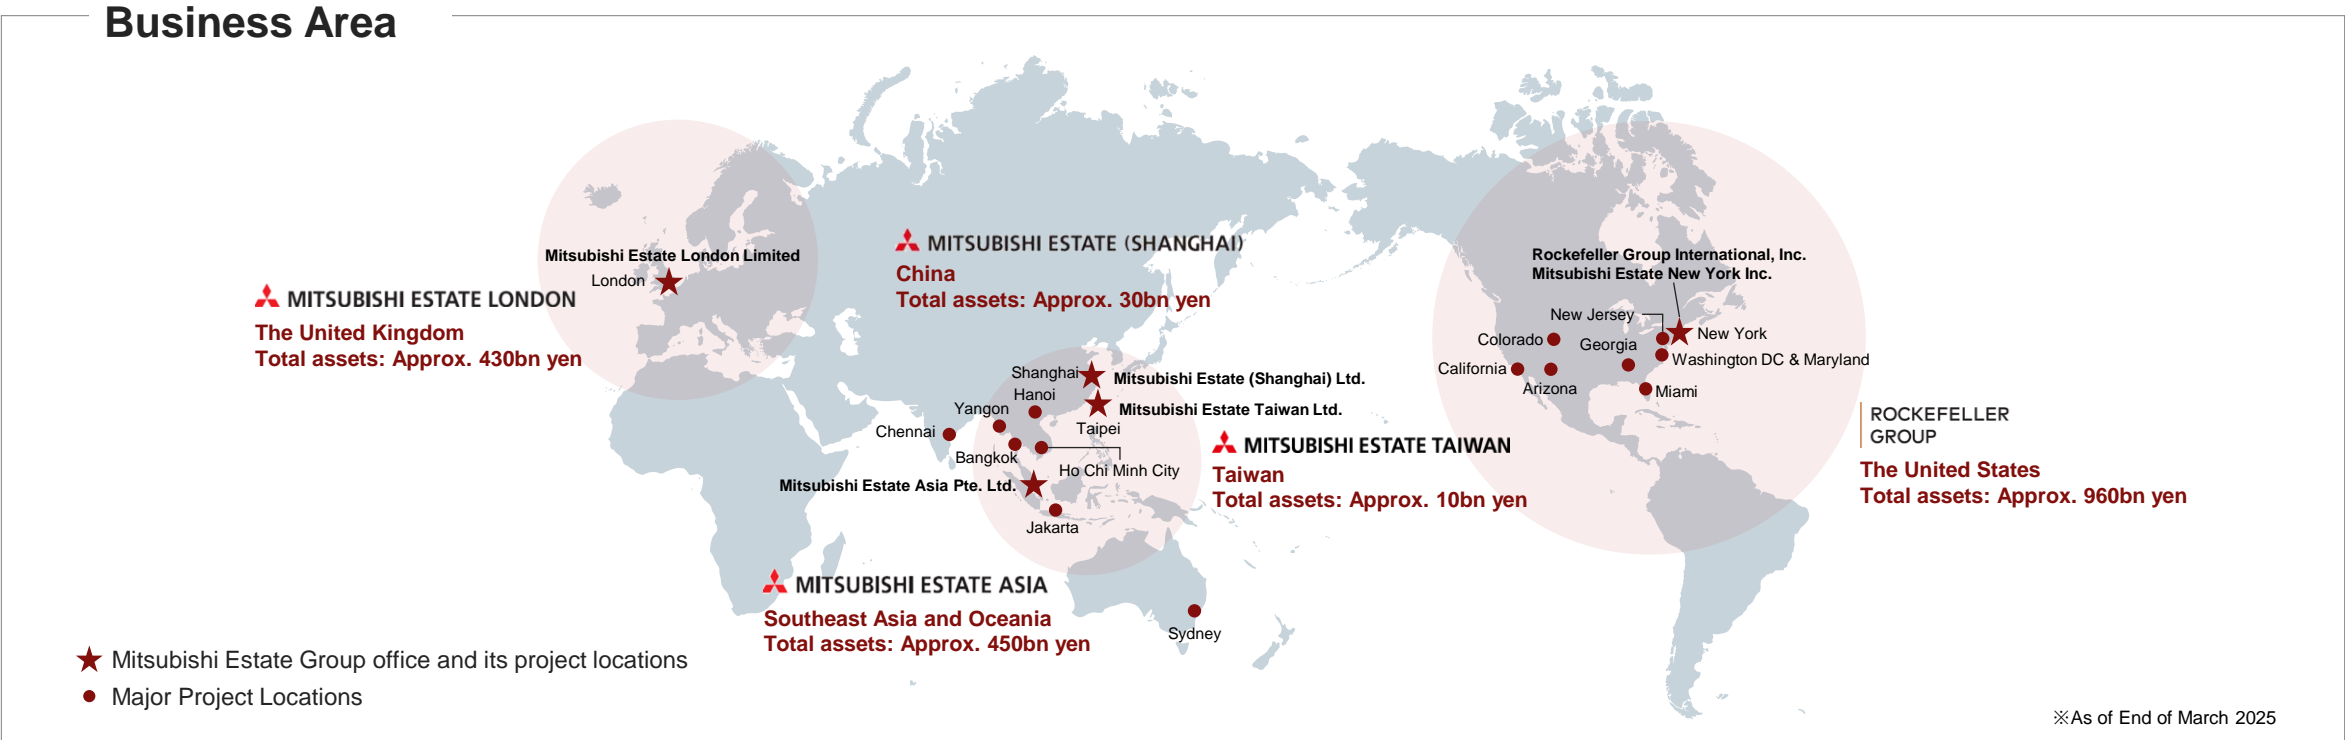 Business Area
Mitsubishi Estate London Limited
London
MITSUBISHI ESTATE LONDON
The United Kingdom
Total assets: Approx. 430bn yen
MITSUBISHI ESTATE (SHANGHAI)
China
Total assets: Approx. 30bn yen
Shanghai
Mitsubishi Estate (Shanghai) Ltd.
Hanoi
Mitsubishi Estate Taiwan Ltd.
Yangon
Taipei
Chennai
Bangkok
Ho Chi Minh City
Mitsubishi Estate Asia Pte. Ltd.
Jakarta
MITSUBISHI ESTATE TAIWAN
Taiwan
Total assets: Approx. 10bn yen
MITSUBISHI ESTATE ASIA
Southeast Asia and Oceania
Total assets: Approx. 450bn yen
Sydney
Rockefeller Group International, Inc.
Mitsubishi Estate New York Inc.
New Jersey
New York
Colorado
Georgia
Washington DC & Maryland
California
Arizona
Miami
ROCKEFELLER
GROUP
The United States
Total assets: Approx. 960bn yen
★ Mitsubishi Estate Group office and its project locations
● Major Project Locations
※As of End of March 2025